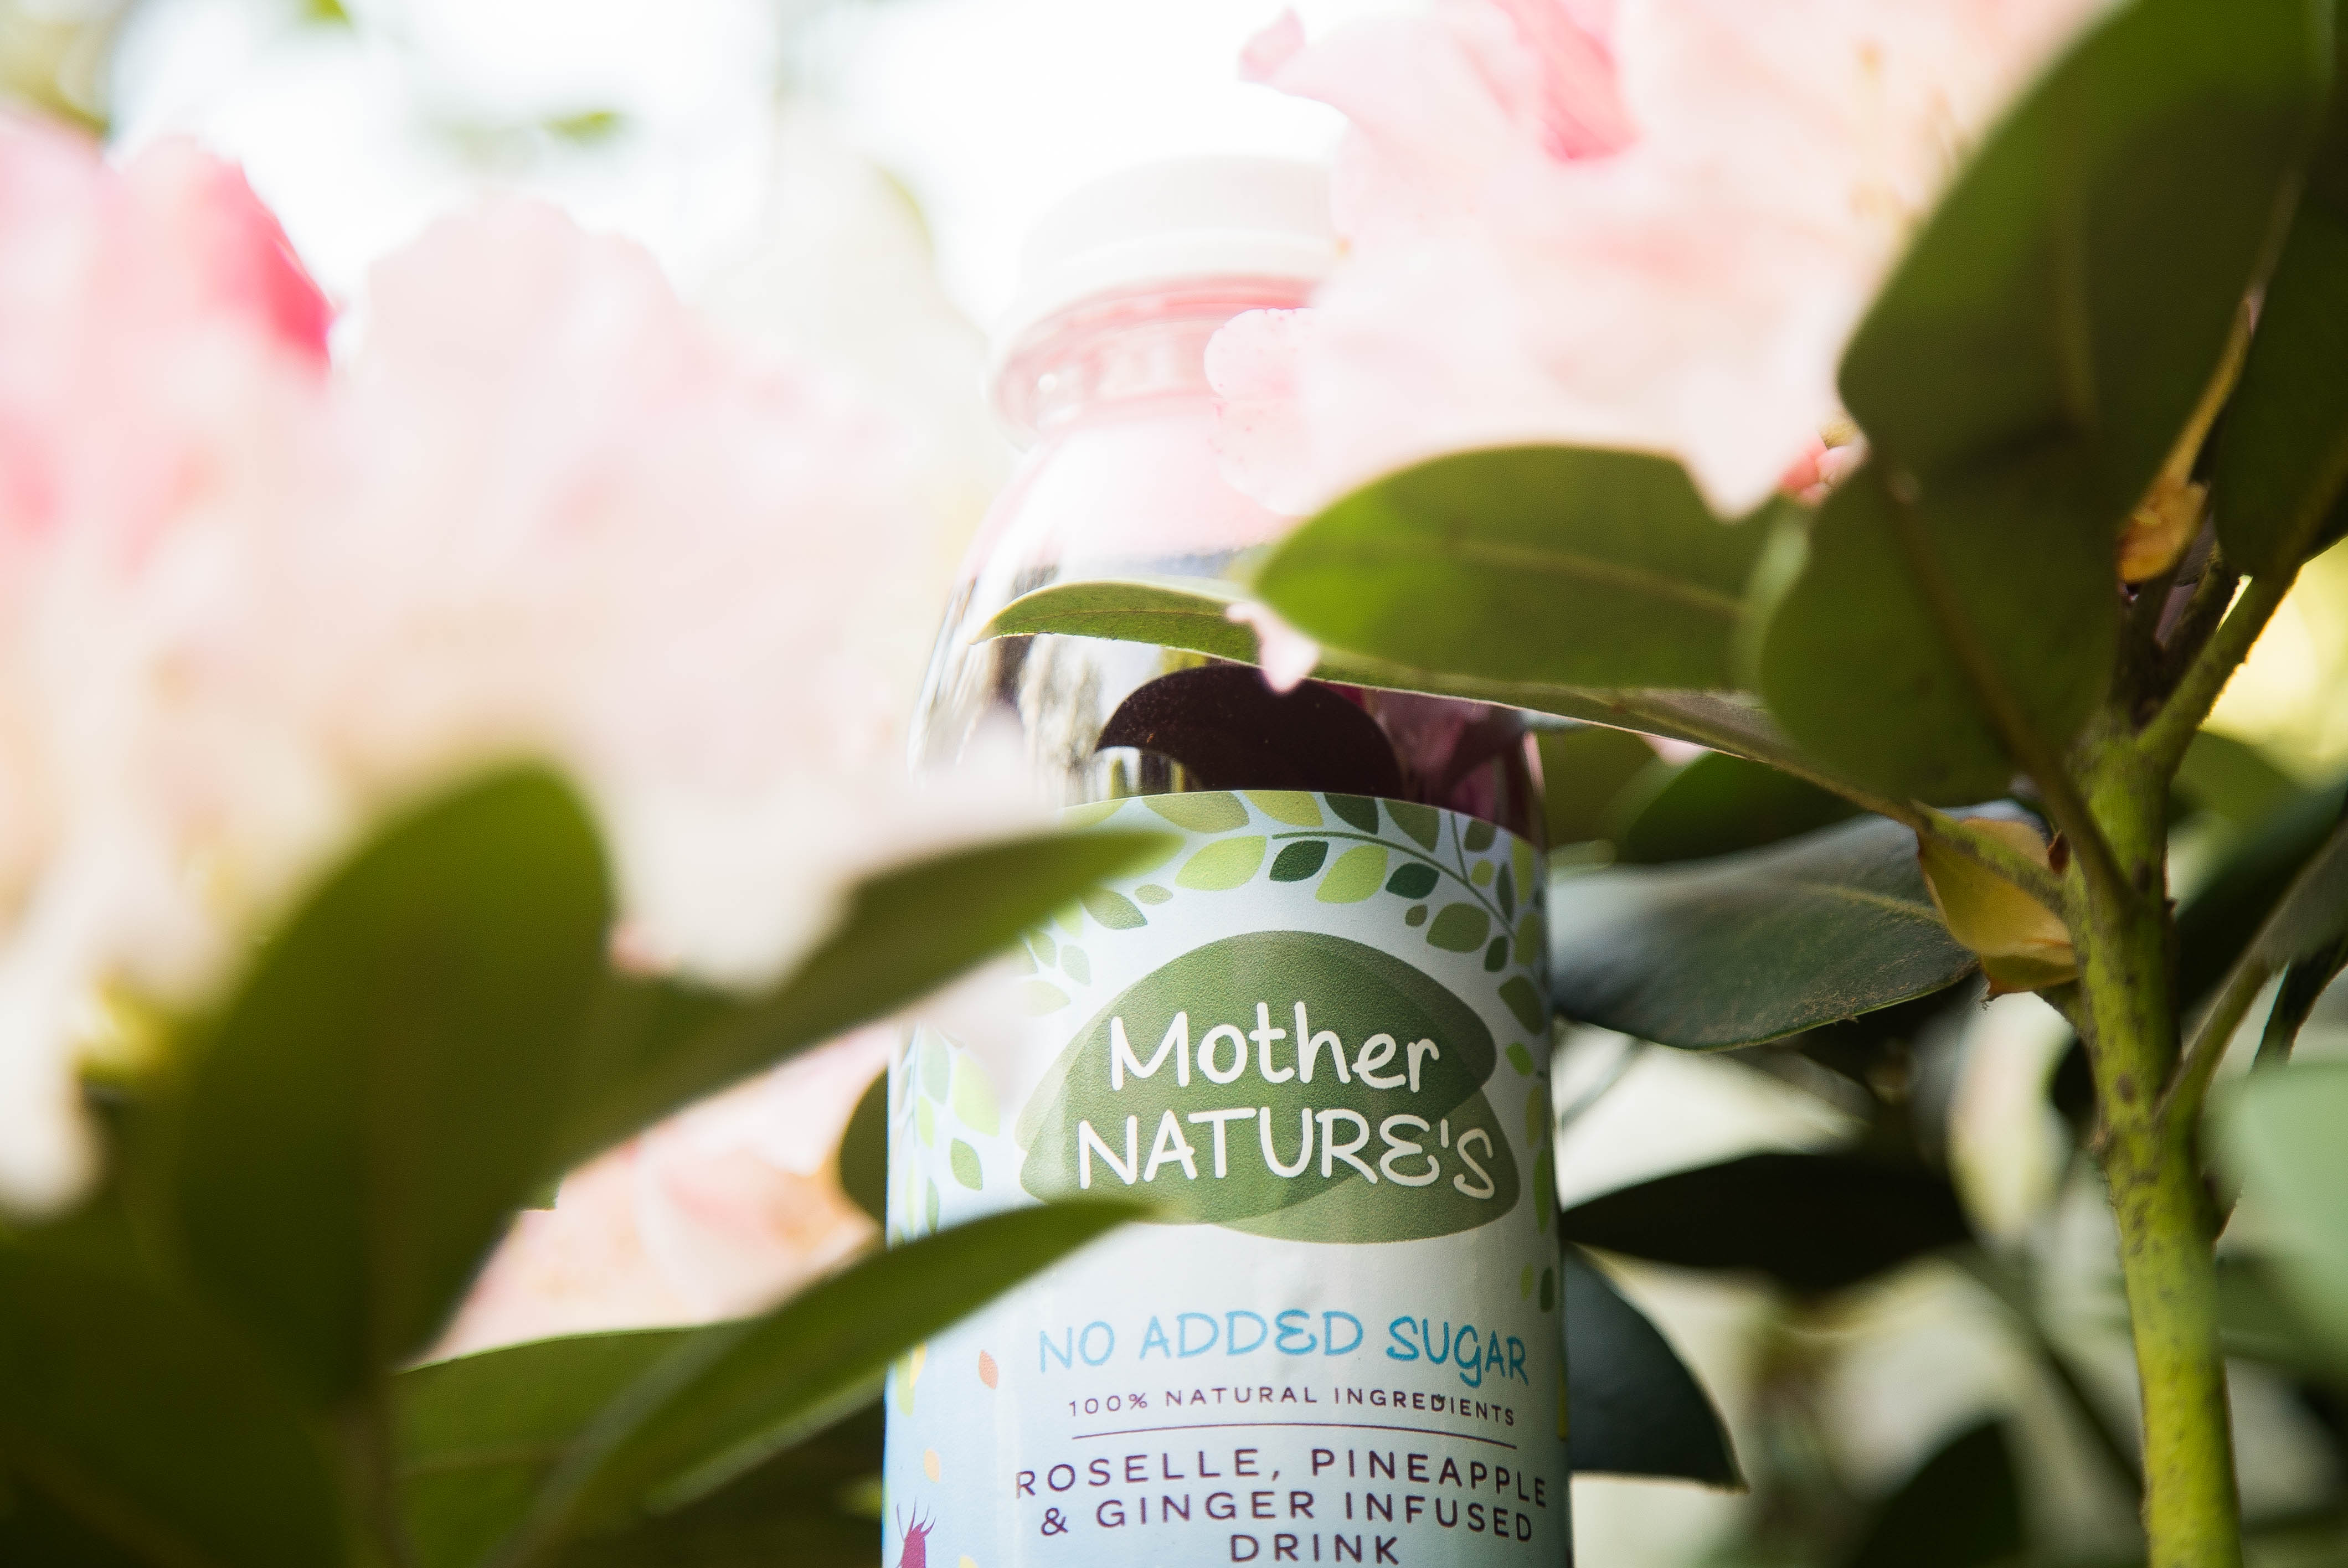 Mother
NATURE'S
NO ADDED SUGAR
100% NATURAL INGREDIENTS
ROSELLE, PINEAPPLE
& GINGER INFUSED
DRINK